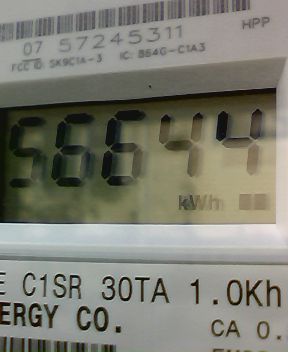 07 57245311
HPP
FCC ID: SK9C1A-3 IC: 864G-C1A3
56644
kWh
E C1SR 30TA 1.0Kh
ERGY CO.
CA 0.